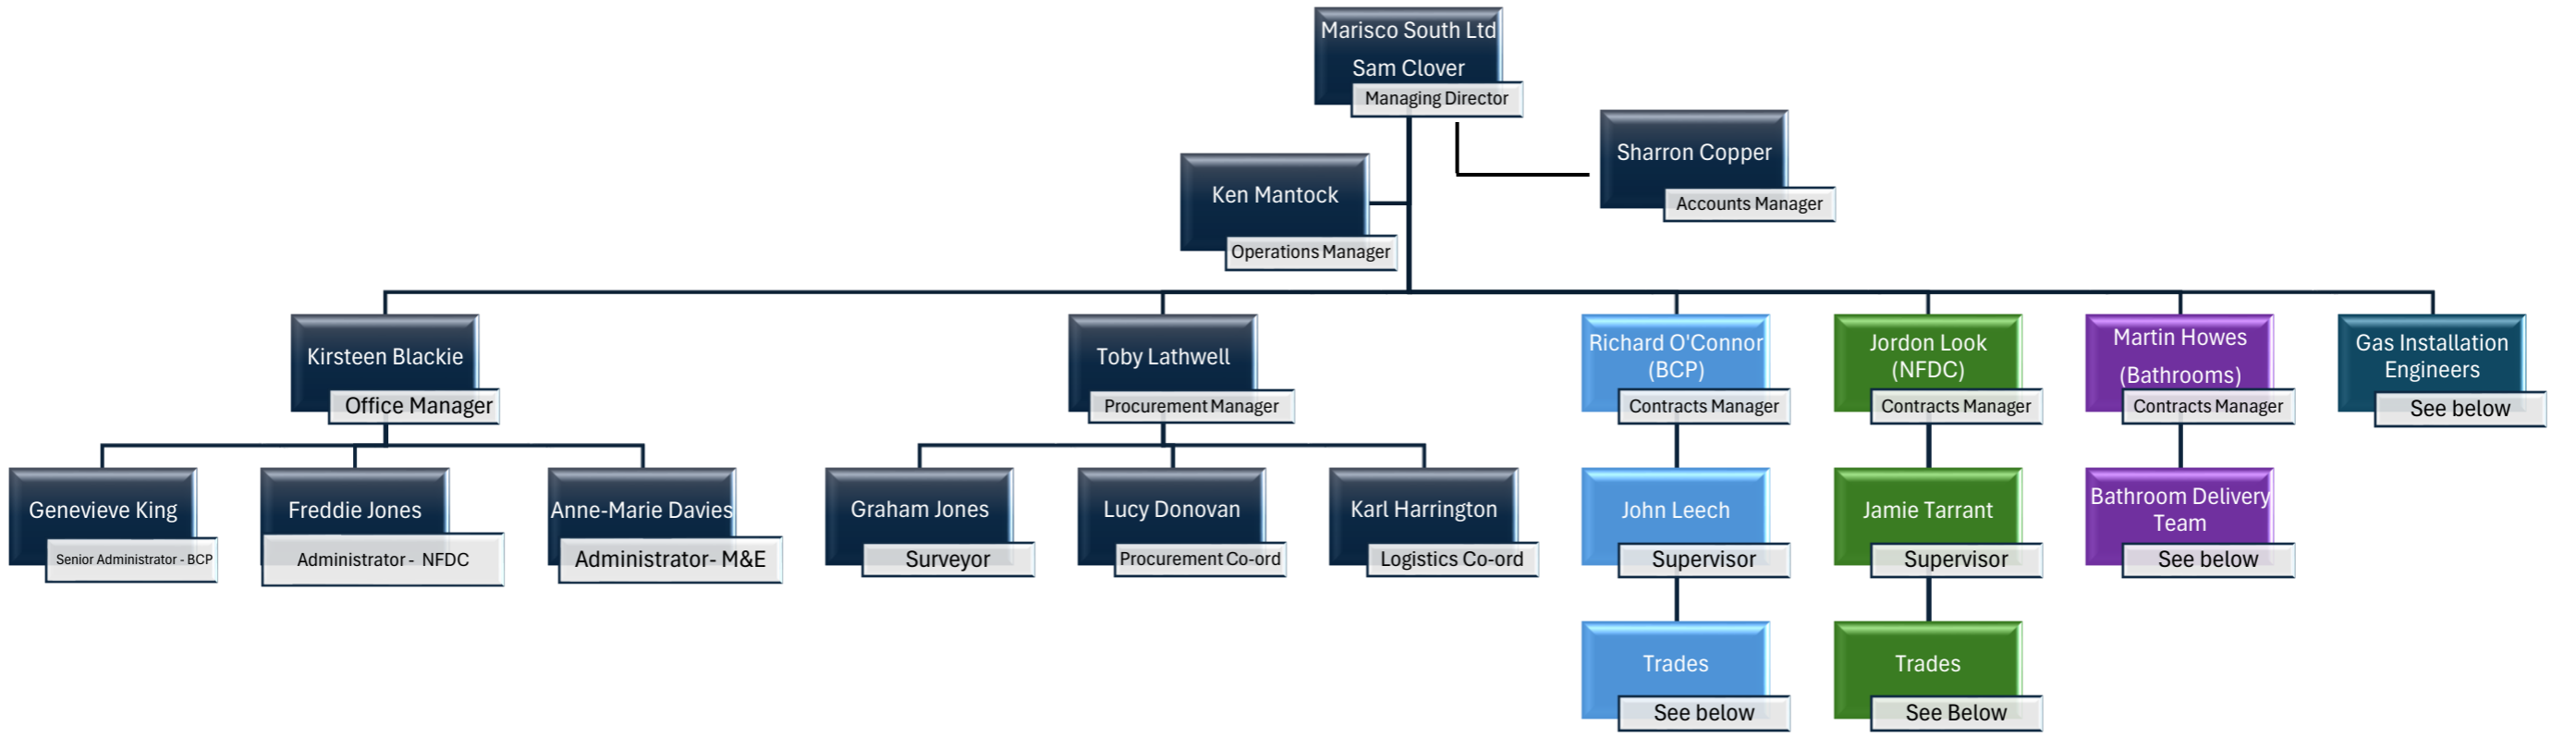 Marisco South Ltd
Sam Clover
Managing Director
Sharron Copper
Accounts Manager
Ken Mantock
Operations Manager
Kirsteen Blackie
Office Manager
Toby Lathwell
Procurement Manager
Richard O'Connor
(BCP)
Contracts Manager
Jordon Look
(NFDC)
Contracts Manager
Martin Howes
(Bathrooms)
Contracts Manager
Gas Installation
Engineers
See below
Genevieve King
Senior Administrator - BCP
Freddie Jones
Administrator - NFDC
Anne-Marie Davies
Administrator- M&E
Graham Jones
Surveyor
Lucy Donovan
Procurement Co-ord
Karl Harrington
Logistics Co-ord
John Leech
Supervisor
Jamie Tarrant
Supervisor
Bathroom Delivery
Team
See below
Trades
See below
Trades
See Below